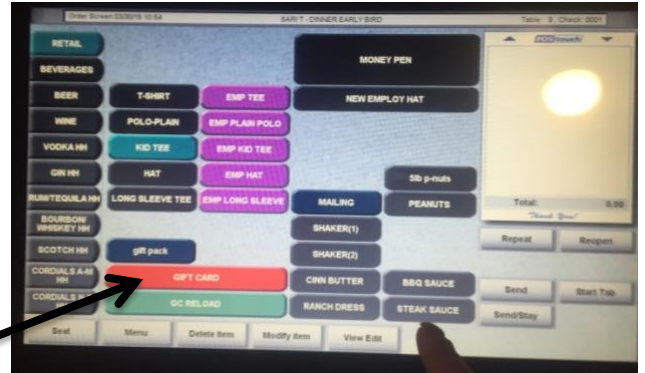 Order Screen 03/30/15 10:54 SARI T - DINNER EARLY BIRD Table 9, Check: 0001
RETAIL
BEVERAGES
BEER
WINE
VODKA HH
GIN HH
RUM/TEQUILA HH
BOURBON/
WHISKEY HH
SCOTCH HH
CORDIALS A-M
HH
CORDIALS
T-SHIRT EMP TEE
POLO-PLAIN EMP PLAIN POLO
KID TEE EMP KID TEE
HAT EMP HAT
LONG SLEEVE TEE EMP LONG SLEEVE
gift pack
GIFT CARD
GC RELOAD
MONEY PEN
NEW EMPLOY HAT
5lb p-nuts
MAILING PEANUTS
SHAKER(1)
SHAKER(2)
CINN BUTTER BBQ SAUCE
RANCH DRESS STEAK SAUCE
POSitouch
Total: 0.00
Thank You!
Repeat Reopen
Send Start Tab
Send/Stay
Seat Menu Delete Item Modify Item View Edit